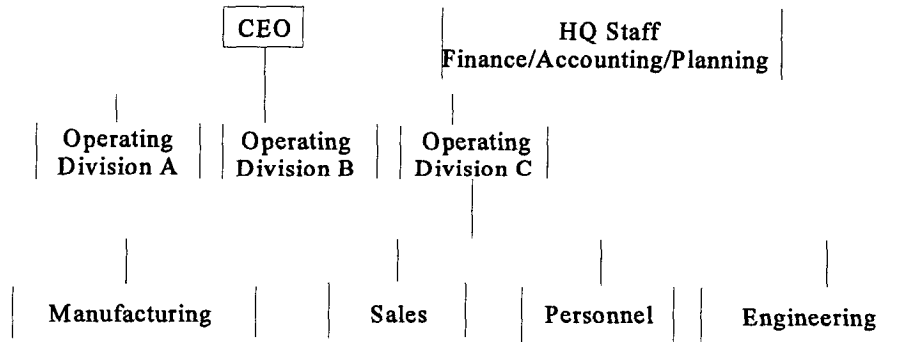 CEO
HQ Staff
Finance/Accounting/Planning
Operating
Division A
Operating
Division B
Operating
Division C
Manufacturing
Sales
Personnel
Engineering